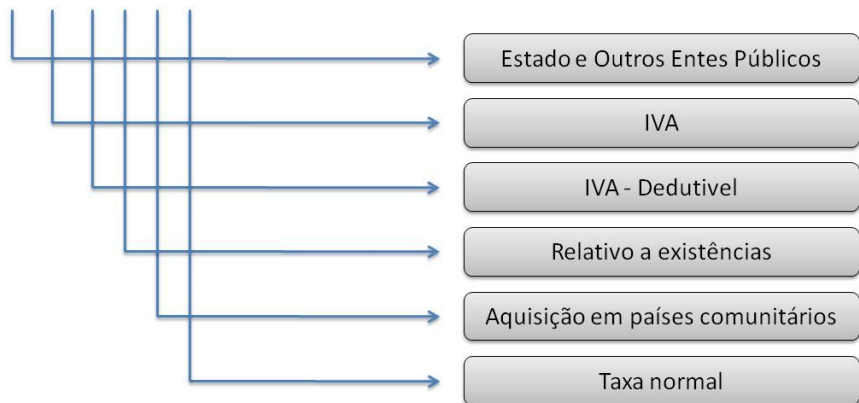 Estado e Outros Entes Públicos
IVA
IVA - Dedutivel
Relativo a existências
Aquisição em países comunitários
Taxa normal